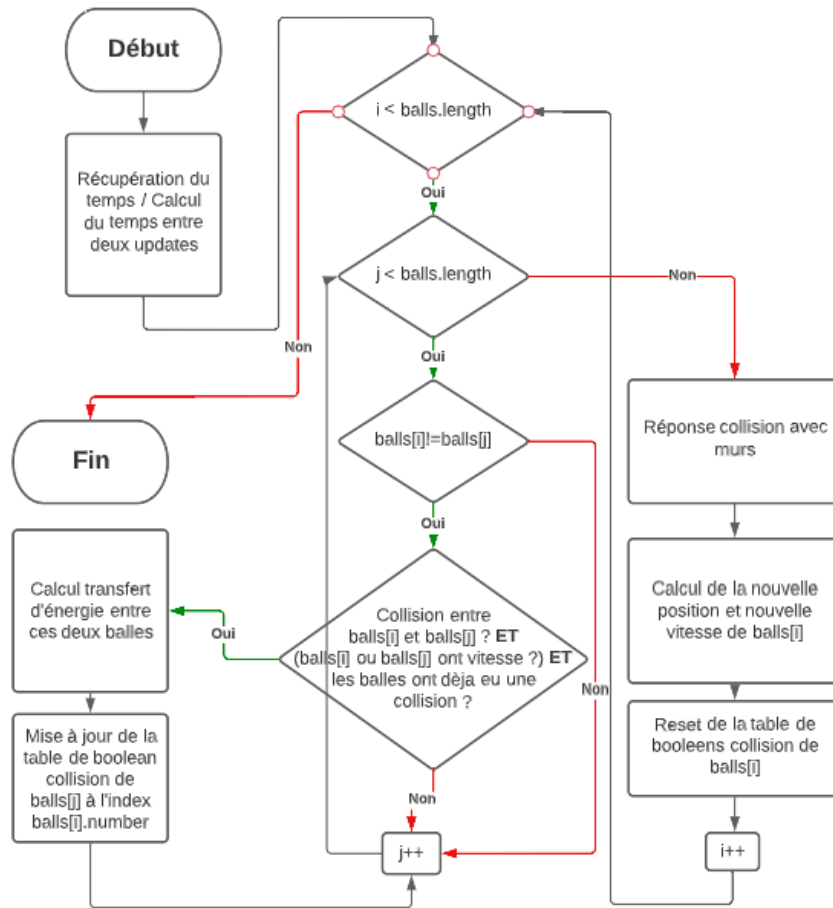 Début
Récupération du
temps / Calcul
du temps entre
deux updates
i < balls.length
Oui
Non
j < balls.length
Non
Oui
balls[i]!=balls[j]
Oui
Non
Fin
Collision entre
balls[i] et balls[j] ? ET
(balls[i] ou balls[j] ont vitesse ?) ET
les balles ont dèja eu une
collision ?
Oui
Non
Calcul transfert
d'énergie entre
ces deux balles
Mise à jour de la
table de boolean
collision de
balls[j] à l'index
balls[i].number
j++
Réponse collision avec
murs
Calcul de la nouvelle
position et nouvelle
vitesse de balls[i]
Reset de la table de
booleens collision de
balls[i]
i++